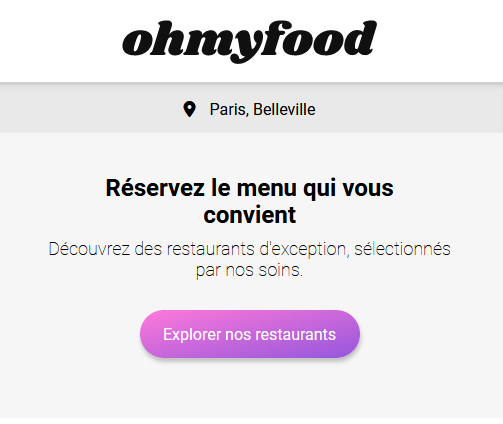 ohmyfood
Paris, Belleville
Réservez le menu qui vous
convient
Découvrez des restaurants d'exception, sélectionnés
par nos soins.
Explorer nos restaurants